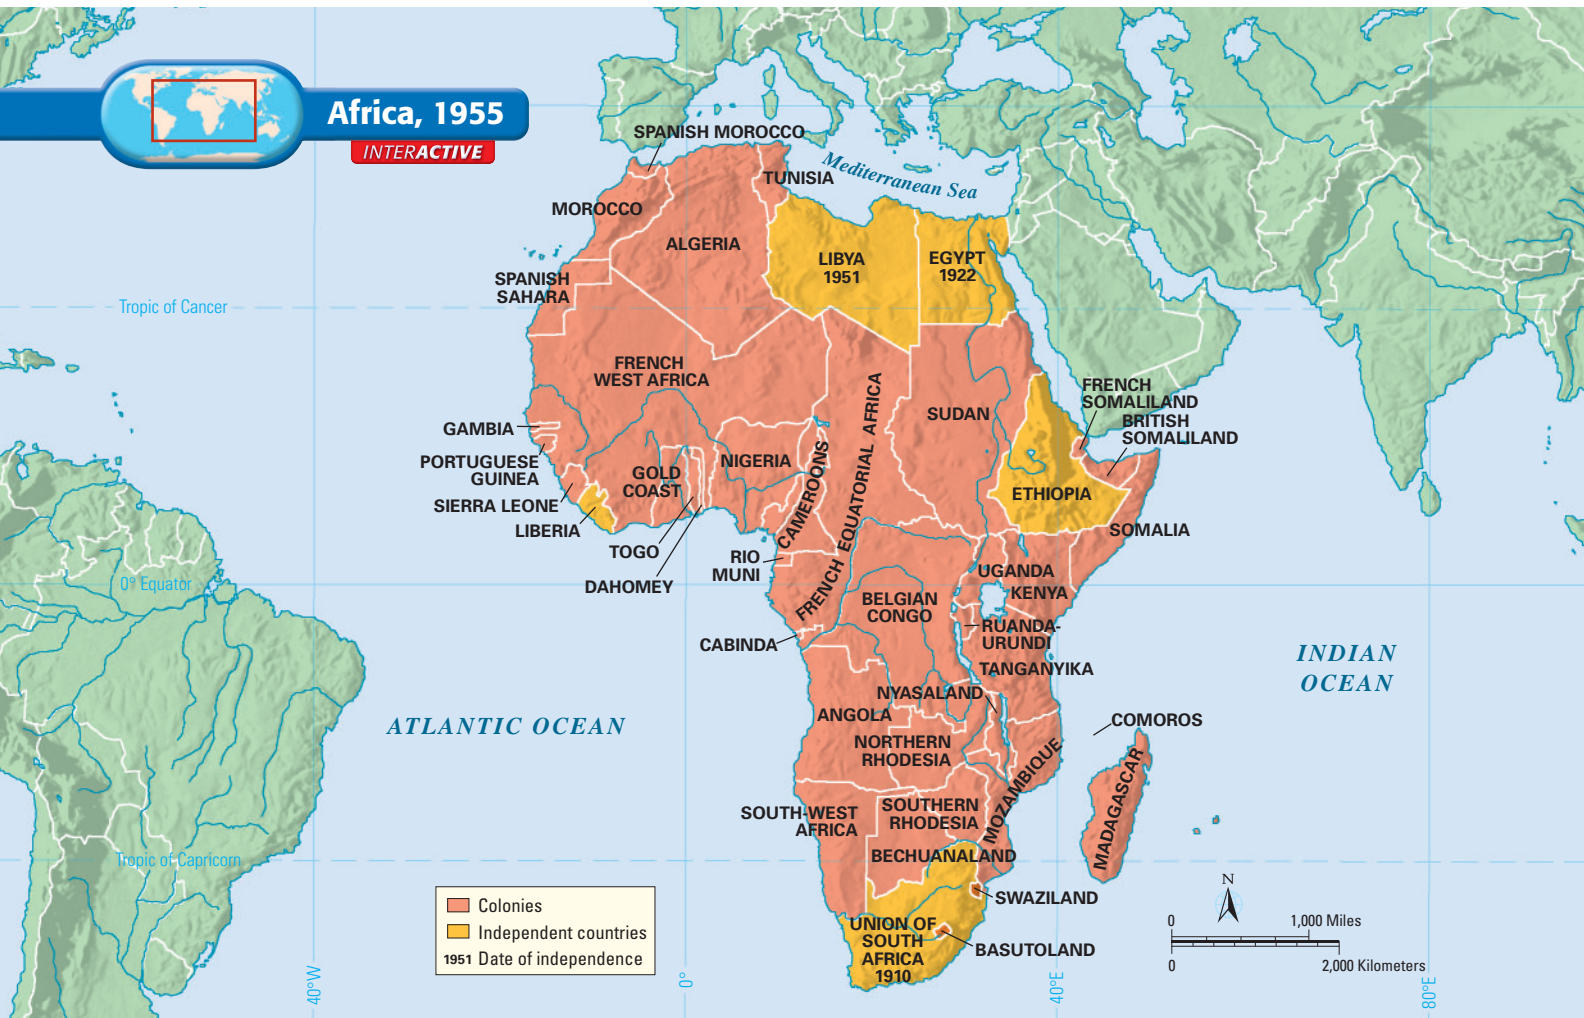 Africa, 1955
INTERACTIVE
SPANISH MOROCCO
Mediterranean Sea
TUNISIA
MOROCCO
ALGERIA
LIBYA
1951
EGYPT
1922
SPANISH
SAHARA
Tropic of Cancer
FRENCH
WEST AFRICA
FRENCH EQUATORIAL AFRICA
SUDAN
FRENCH
SOMALILAND
BRITISH
SOMALILAND
GAMBIA
PORTUGUESE
GUINEA
SIERRA LEONE
LIBERIA
GOLD
COAST
NIGERIA
CAMEROONS
ETHIOPIA
SOMALIA
TOGO
DAHOMEY
RIO
MUNI
0° Equator
UGANDA
KENYA
BELGIAN
CONGO
RUANDA-
URUNDI
CABINDA
TANGANYIKA
INDIAN
OCEAN
ATLANTIC OCEAN
NYASALAND
ANGOLA
COMOROS
NORTHERN
RHODESIA
MOZAMBIQUE
MADAGASCAR
SOUTH-WEST
AFRICA
SOUTHERN
RHODESIA
Tropic of Capricorn
BECHUANALAND
SWAZILAND
UNION OF
SOUTH
AFRICA
1910
BASUTOLAND
Colonies
Independent countries
1951 Date of independence
N
0 1,000 Miles
0 2,000 Kilometers
40°W
0°
40°E
80°E